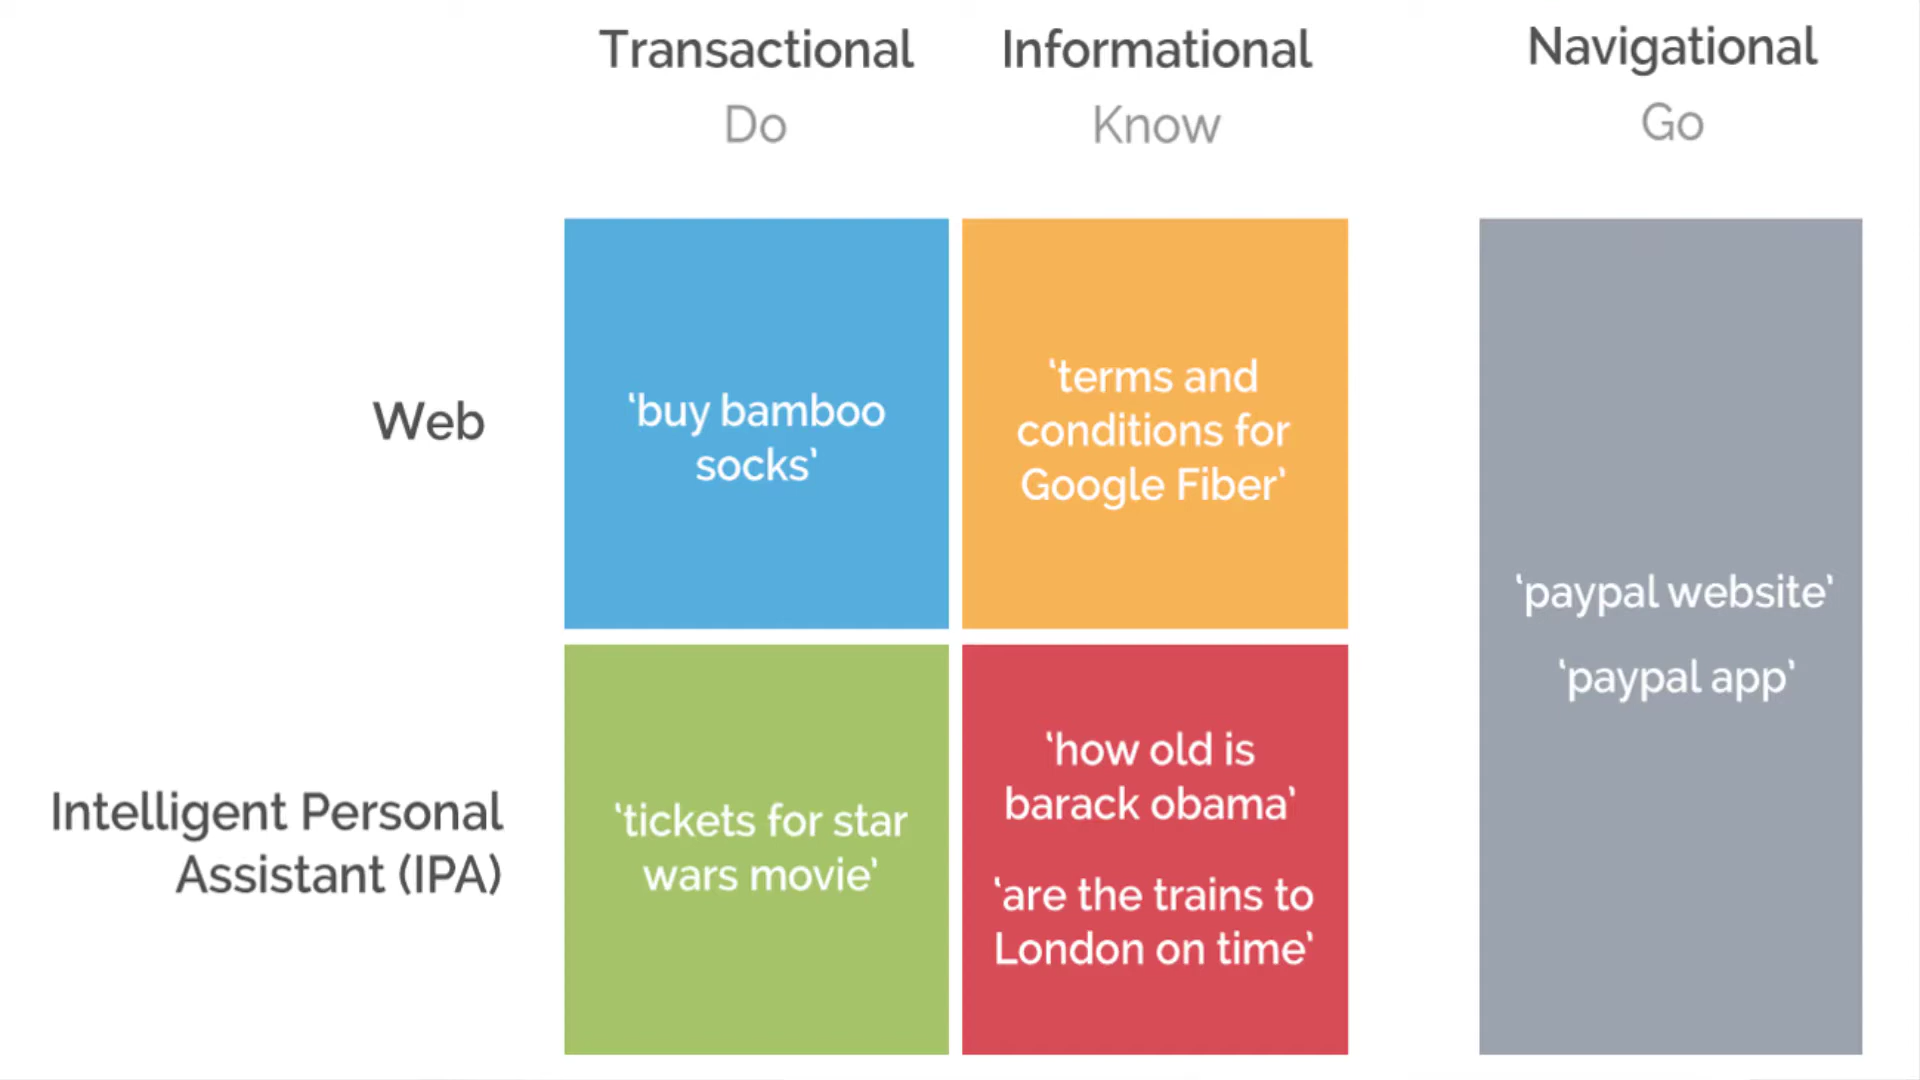 Transactional
Informational
Navigational
Do
Know
Go
Web
‘buy bamboo
socks’
‘terms and
conditions for
Google Fiber’
‘paypal website’
‘paypal app’
Intelligent Personal
Assistant (IPA)
‘tickets for star
wars movie’
‘how old is
barack obama’
‘are the trains to
London on time’